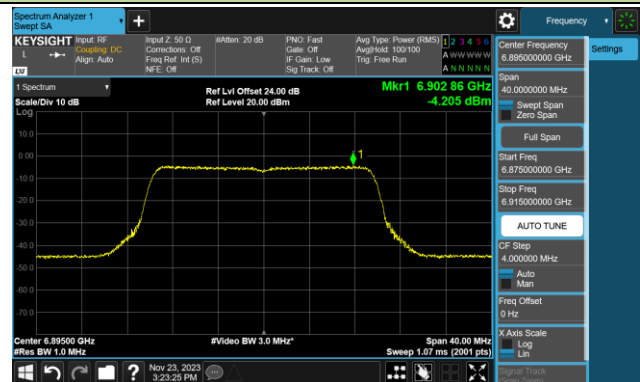 Spectrum Analyzer 1
Swept SA
+
Frequency
KEYSIGHT
L
LXI
Input: RF
Coupling: DC
Align: Auto
Input Z: 50 Ω
Corrections: Off
Freq Ref: Int (S)
NFE: Off
#Atten: 20 dB
PNO: Fast
Gate: Off
IF Gain: Low
Sig Track: Off
Avg Type: Power (RMS)
Avg|Hold: 100/100
Trig: Free Run
1 2 3 4 5 6
A W W W W W
A N N N N N
1 Spectrum
Scale/Div 10 dB
Log
Ref Lvl Offset 24.00 dB
Ref Level 20.00 dBm
Mkr1 6.902 86 GHz
-4.205 dBm
1
10.0
0.00
-10.0
-20.0
-30.0
-40.0
-50.0
-60.0
-70.0
Center 6.89500 GHz
#Res BW 1.0 MHz
#Video BW 3.0 MHz*
Span 40.00 MHz
Sweep 1.07 ms (2001 pts)
Nov 23, 2023
3:23:25 PM
?
Center Frequency
6.895000000 GHz
Settings
Span
40.0000000 MHz
Swept Span
Zero Span
Full Span
Start Freq
6.875000000 GHz
Stop Freq
6.915000000 GHz
AUTO TUNE
CF Step
4.000000 MHz
Auto
Man
Freq Offset
0 Hz
X Axis Scale
Log
Lin
Signal Track